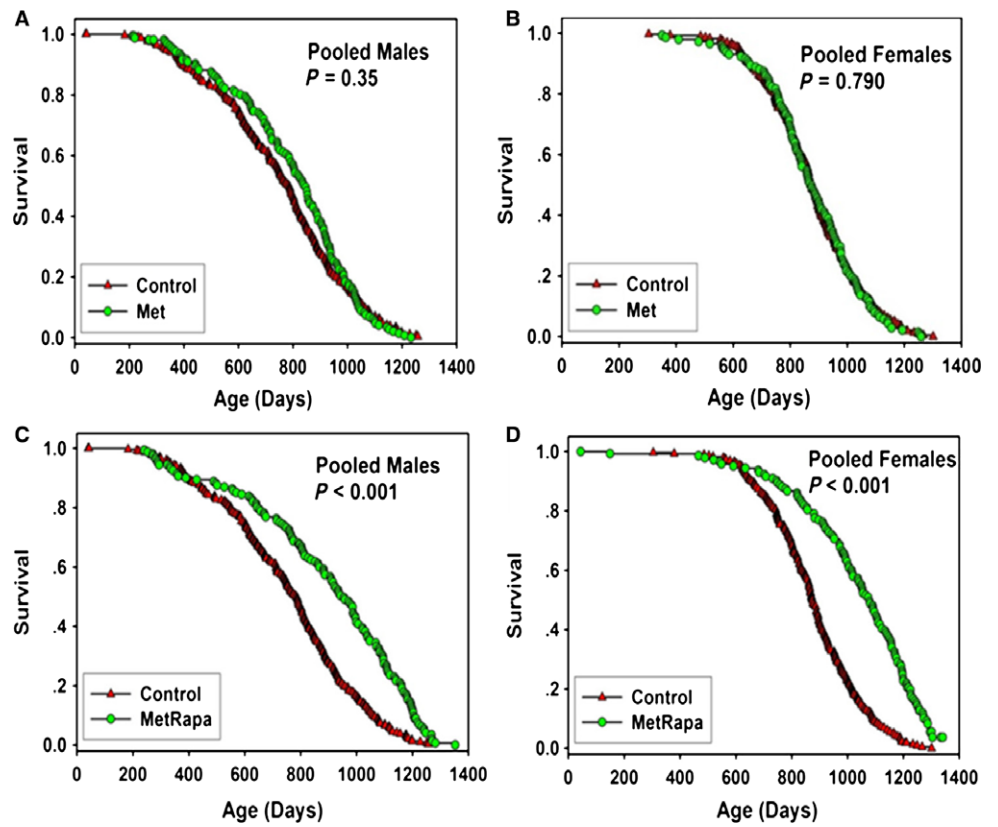 A
Pooled Males
P = 0.35
1.0
0.8
0.6
0.4
0.2
0.0
Survival
Control
Met
0 200 400 600 800 1000 1200 1400
Age (Days)
B
Pooled Females
P = 0.790
1.0
.8
.6
.4
.2
0.0
Survival
Control
Met
0 200 400 600 800 1000 1200 1400
Age (Days)
C
Pooled Males
P < 0.001
1.0
.8
.6
.4
.2
0.0
Survival
Control
MetRapa
0 200 400 600 800 1000 1200 1400
Age (Days)
D
Pooled Females
P < 0.001
1.0
.8
.6
.4
.2
0.0
Survival
Control
MetRapa
0 200 400 600 800 1000 1200 1400
Age (Days)